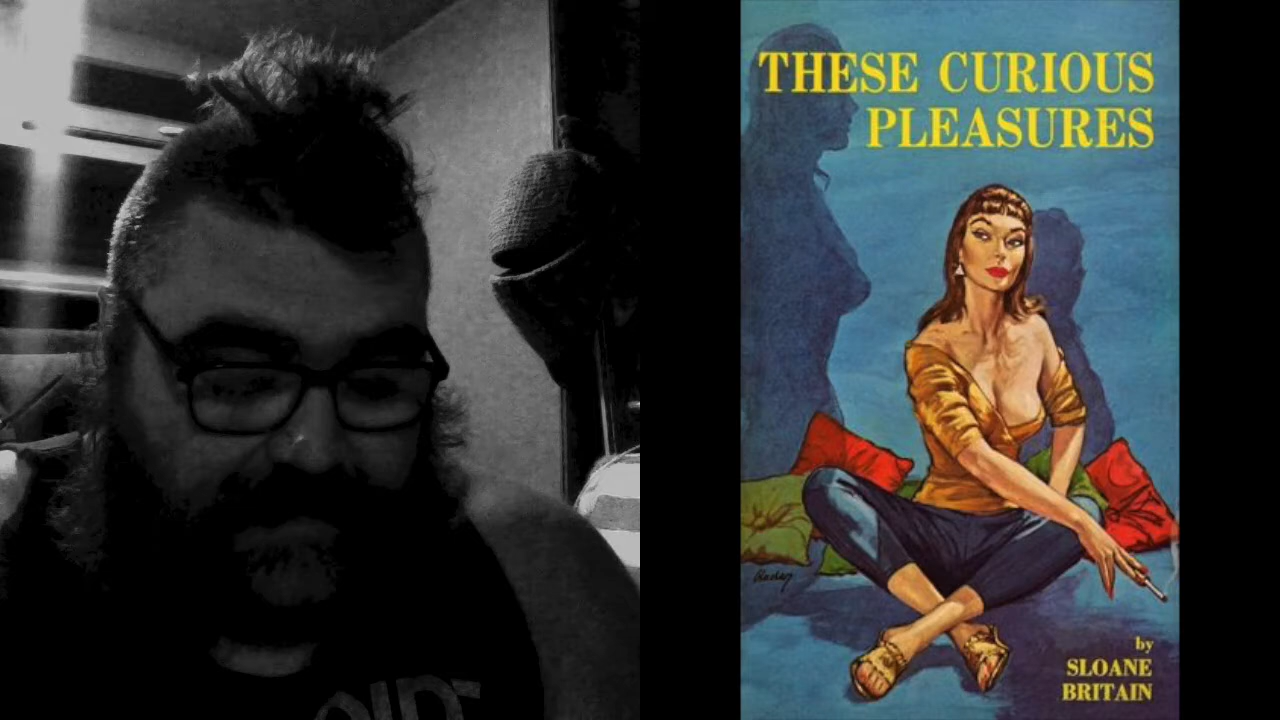 THESE CURIOUS
PLEASURES
by
SLOANE
BRITAIN